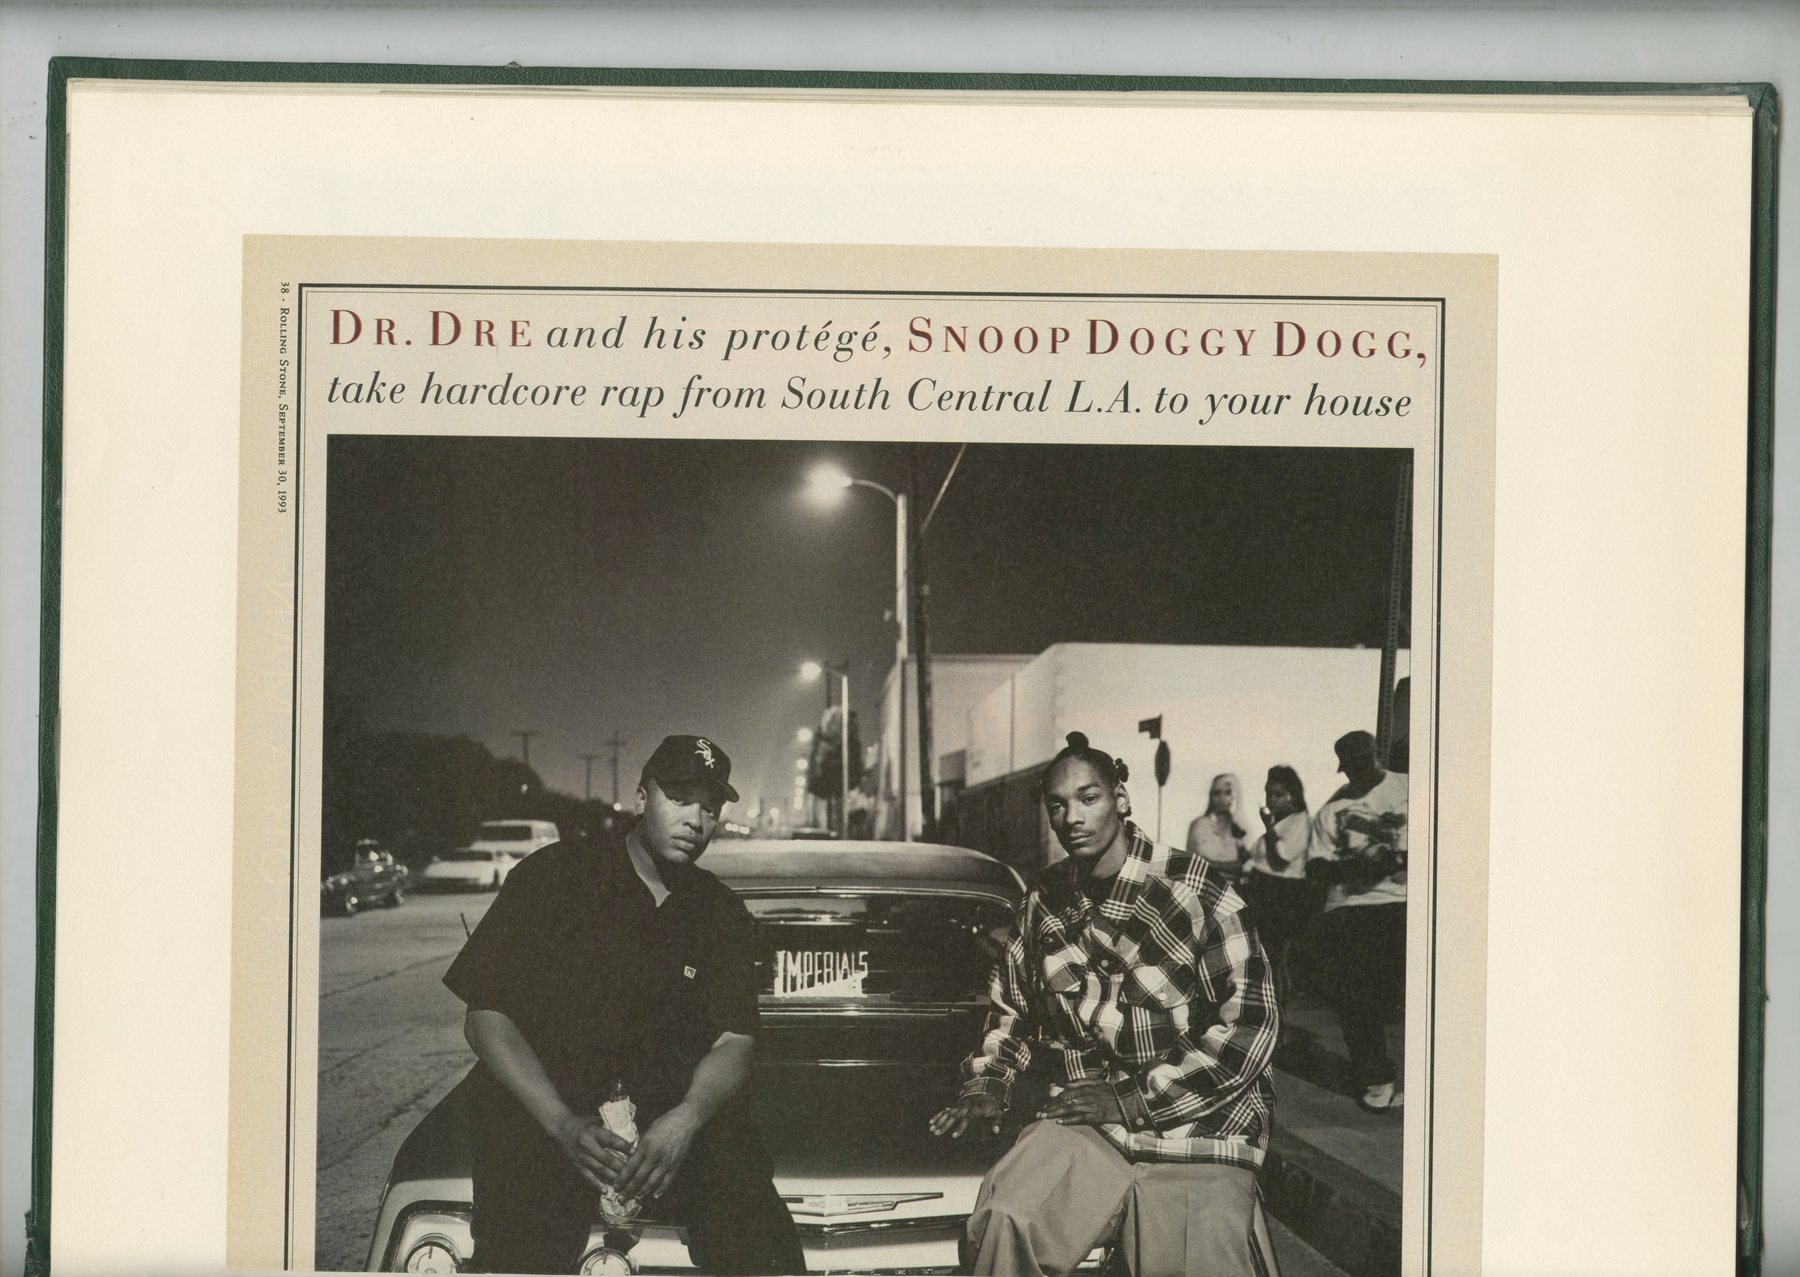 DR. DRE and his protégé, SNOOP DOGGY DOGG,
take hardcore rap from South Central L.A. to your house
38 · ROLLING STONE, SEPTEMBER 30, 1993
Sox
IMPERIALS